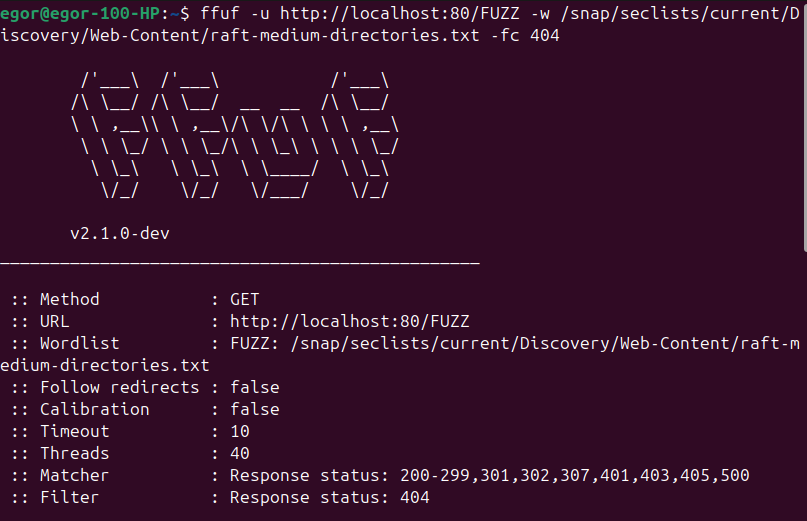 egor@egor-100-HP:~$ ffuf -u http://localhost:80/FUZZ -w /snap/seclists/current/D
iscovery/Web-Content/raft-medium-directories.txt -fc 404

        /'___\  /'___\           /'___\
       /\ \__/ /\ \__/  __  __  /\ \__/
       \ \ ,__\\ \ ,__\/\ \/\ \ \ \ ,__\
        \ \ \_/ \ \ \_/\ \ \_\ \ \ \ \_/
         \ \_\   \ \_\  \ \____/  \ \_\
          \/_/    \/_/   \/___/    \/_/

       v2.1.0-dev
________________________________________________

 :: Method           : GET
 :: URL              : http://localhost:80/FUZZ
 :: Wordlist         : FUZZ: /snap/seclists/current/Discovery/Web-Content/raft-m
edium-directories.txt
 :: Follow redirects : false
 :: Calibration      : false
 :: Timeout          : 10
 :: Threads          : 40
 :: Matcher          : Response status: 200-299,301,302,307,401,403,405,500
 :: Filter           : Response status: 404